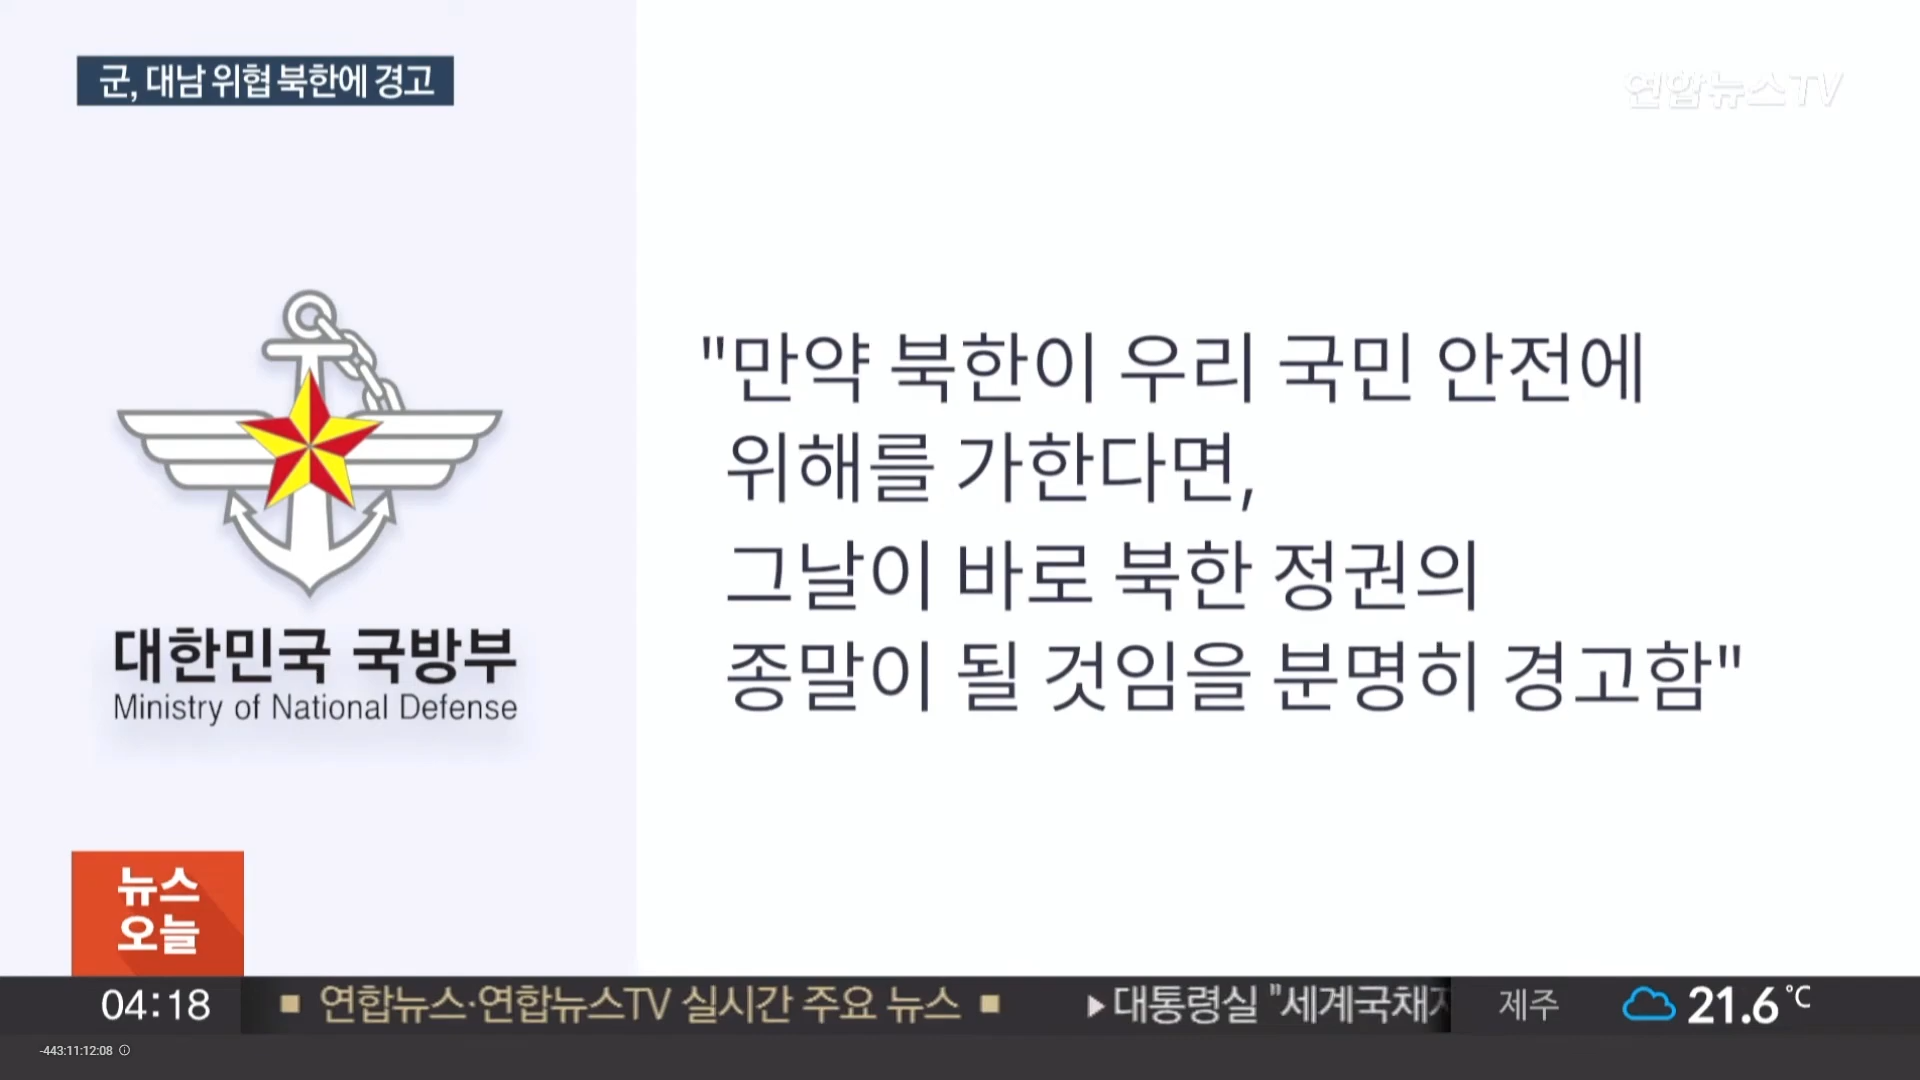 군, 대남 위협 북한에 경고
연합뉴스TV
"만약 북한이 우리 국민 안전에
위해를 가한다면,
그날이 바로 북한 정권의
종말이 될 것임을 분명히 경고함"
대한민국 국방부
Ministry of National Defense
뉴스
오늘
04:18
■ 연합뉴스·연합뉴스TV 실시간 주요 뉴스 ■
▶대통령실 "세계국채
제주
21.6℃
-443:11:12:08